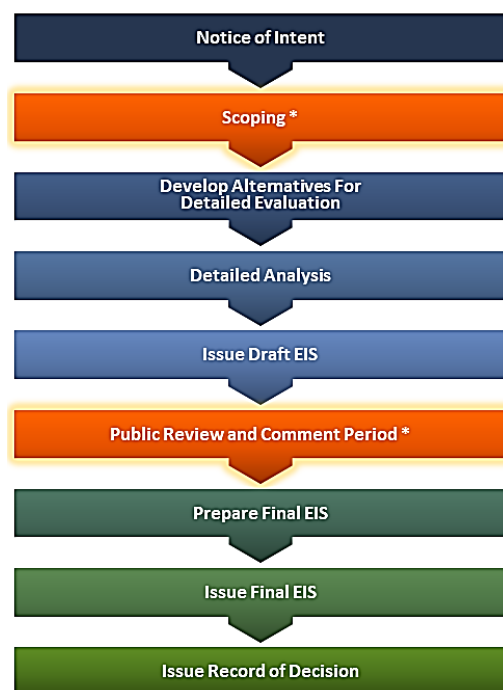 Notice of Intent
Scoping *
Develop Alternatives For
Detailed Evaluation
Detailed Analysis
Issue Draft EIS
Public Review and Comment Period *
Prepare Final EIS
Issue Final EIS
Issue Record of Decision